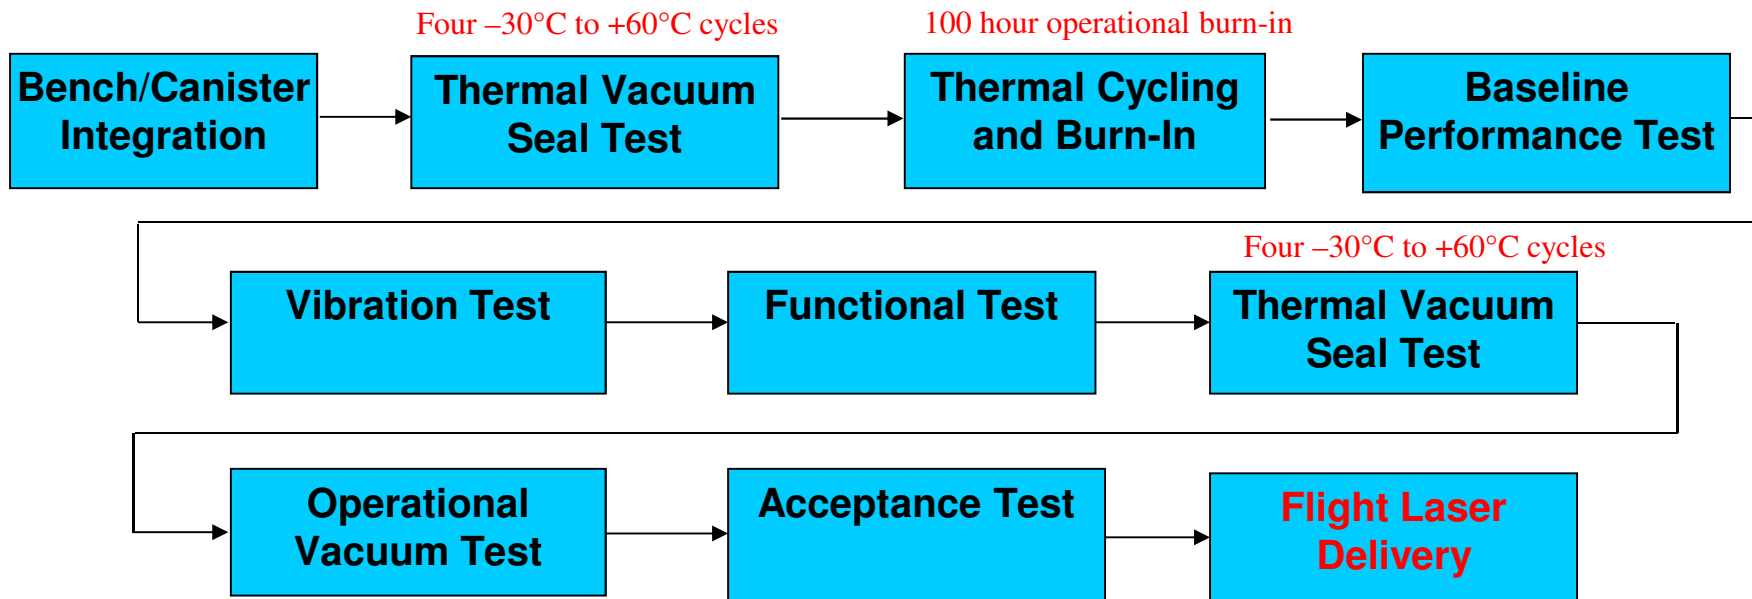 Four –30°C to +60°C cycles
100 hour operational burn-in
Bench/Canister
Integration
Thermal Vacuum
Seal Test
Thermal Cycling
and Burn-In
Baseline
Performance Test
Four –30°C to +60°C cycles
Vibration Test
Functional Test
Thermal Vacuum
Seal Test
Operational
Vacuum Test
Acceptance Test
Flight Laser
Delivery